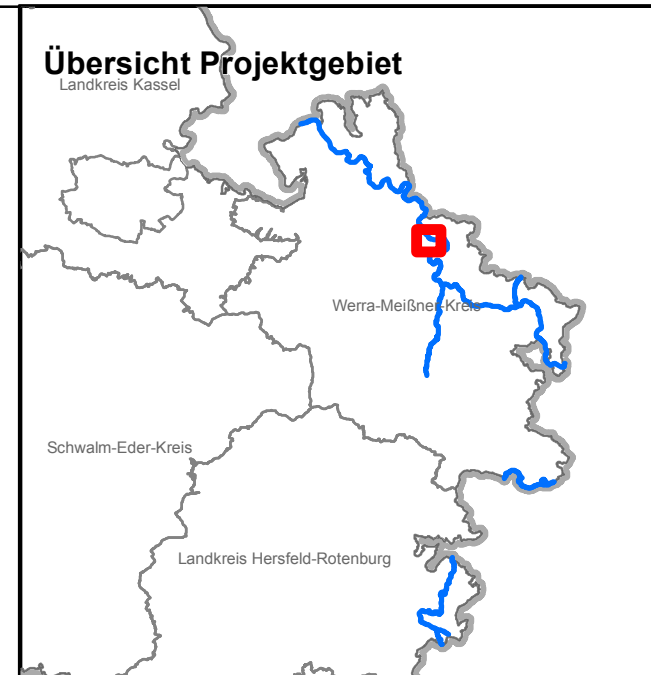 Übersicht Projektgebiet
Landkreis Kassel
Werra-Meißner-Kreis
Schwalm-Eder-Kreis
Landkreis Hersfeld-Rotenburg